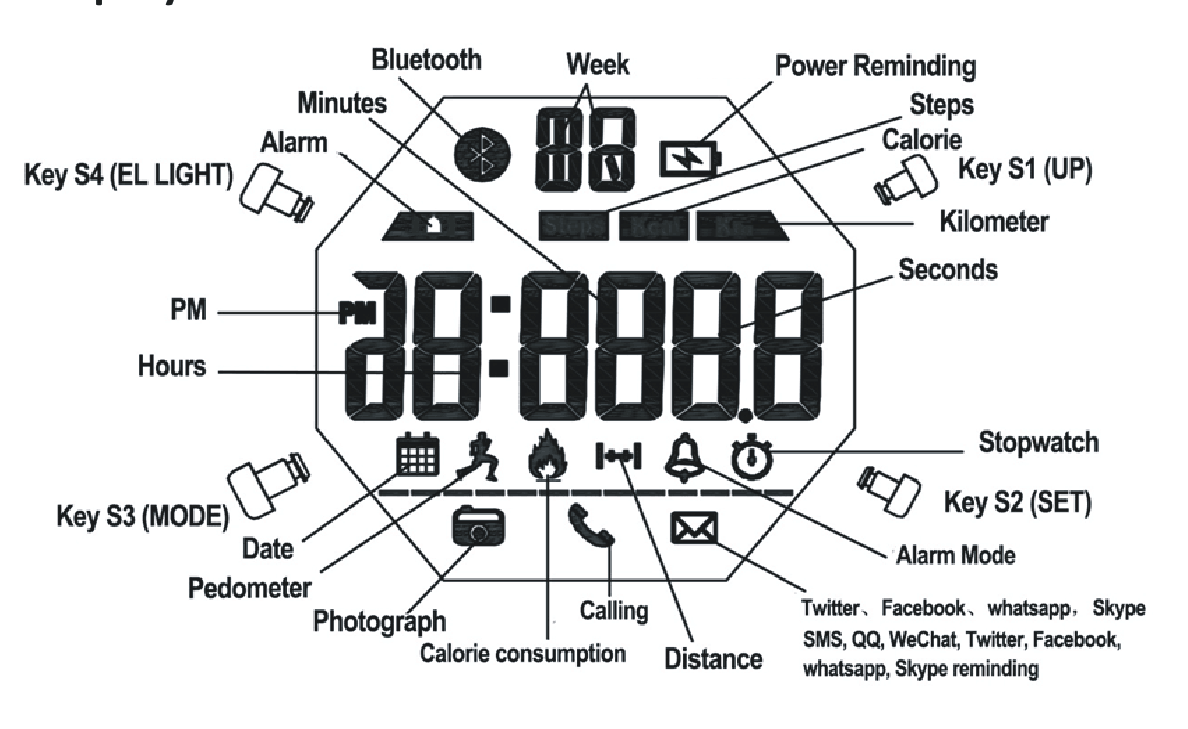 Bluetooth
Week
Power Reminding
Minutes
Steps
Alarm
Calorie
Key S4 (EL LIGHT)
Key S1 (UP)
Kilometer
Steps
Kcal
Seconds
PM
PM
Hours
Stopwatch
Key S3 (MODE)
Key S2 (SET)
Date
Alarm Mode
Pedometer
Photograph
Calling
Calorie consumption
Distance
Twitter、Facebook、whatsapp，Skype
SMS, QQ, WeChat, Twitter, Facebook,
whatsapp, Skype reminding